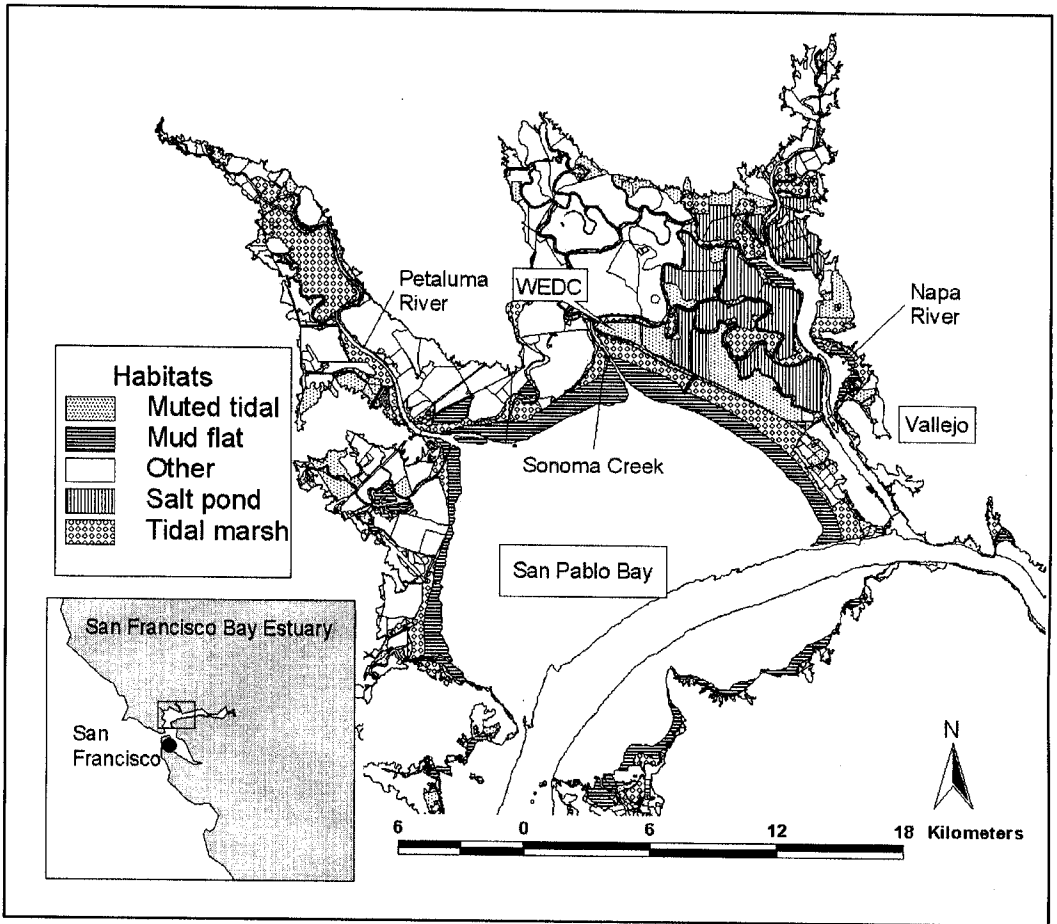 Petaluma
River
WEDC
Napa
River
Habitats
Muted tidal
Mud flat
Other
Salt pond
Tidal marsh
Vallejo
Sonoma Creek
San Pablo Bay
San Francisco Bay Estuary
San
Francisco
N
6 0 6 12 18 Kilometers